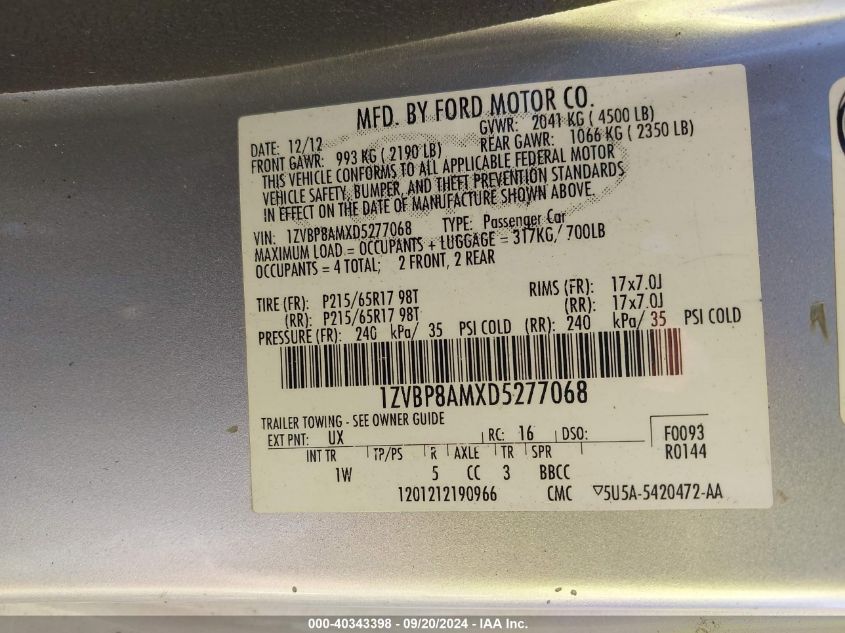 MFD. BY FORD MOTOR CO.
DATE: 12/12 GVWR: 2041 KG ( 4500 LB)
FRONT GAWR: 993 KG ( 2190 LB) REAR GAWR: 1066 KG ( 2350 LB)
THIS VEHICLE CONFORMS TO ALL APPLICABLE FEDERAL MOTOR
VEHICLE SAFETY, BUMPER, AND THEFT PREVENTION STANDARDS
IN EFFECT ON THE DATE OF MANUFACTURE SHOWN ABOVE.
VIN: 1ZVBP8AMXD5277068 TYPE: Passenger Car
MAXIMUM LOAD = OCCUPANTS + LUGGAGE = 317KG/ 700LB
OCCUPANTS = 4 TOTAL; 2 FRONT, 2 REAR
TIRE (FR): P215/65R17 98T RIMS (FR): 17x7.0J
(RR): P215/65R17 98T (RR): 17x7.0J
PRESSURE (FR): 240 kPa/ 35 PSI COLD (RR): 240 kPa/ 35 PSI COLD
1ZVBP8AMXD5277068
TRAILER TOWING - SEE OWNER GUIDE
EXT PNT: UX RC: 16 DSO: F0093
INT TR TP/PS R AXLE TR SPR R0144
1W 5 CC 3 BBCC
1201212190966 CMC ▽5U5A-5420472-AA
000-40343398 - 09/20/2024 - IAA Inc.